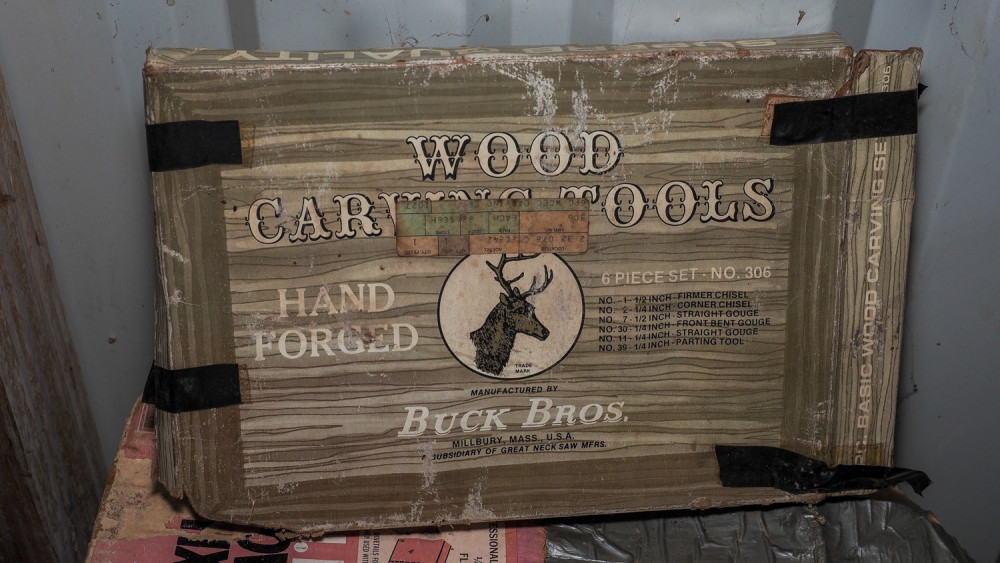 WOOD
CARVING TOOLS
HAND
FORGED
6 PIECE SET - NO. 306
NO. - 1 - 1/2 INCH - FIRMER CHISEL
NO. - 2 - 1/4 INCH - CORNER CHISEL
NO. - 7 - 1/2 INCH - STRAIGHT GOUGE
NO. 30 - 1/4 INCH - FRONT BENT GOUGE
NO. 11 - 1/4 INCH - STRAIGHT GOUGE
NO. 39 - 1/4 INCH - PARTING TOOL
TRADE
MARK
MANUFACTURED BY
BUCK BROS.
MILLBURY, MASS., U.S.A.
SUBSIDIARY OF GREAT NECK SAW MFRS.
BASIC WOOD CARVING SE
306
QUALITY